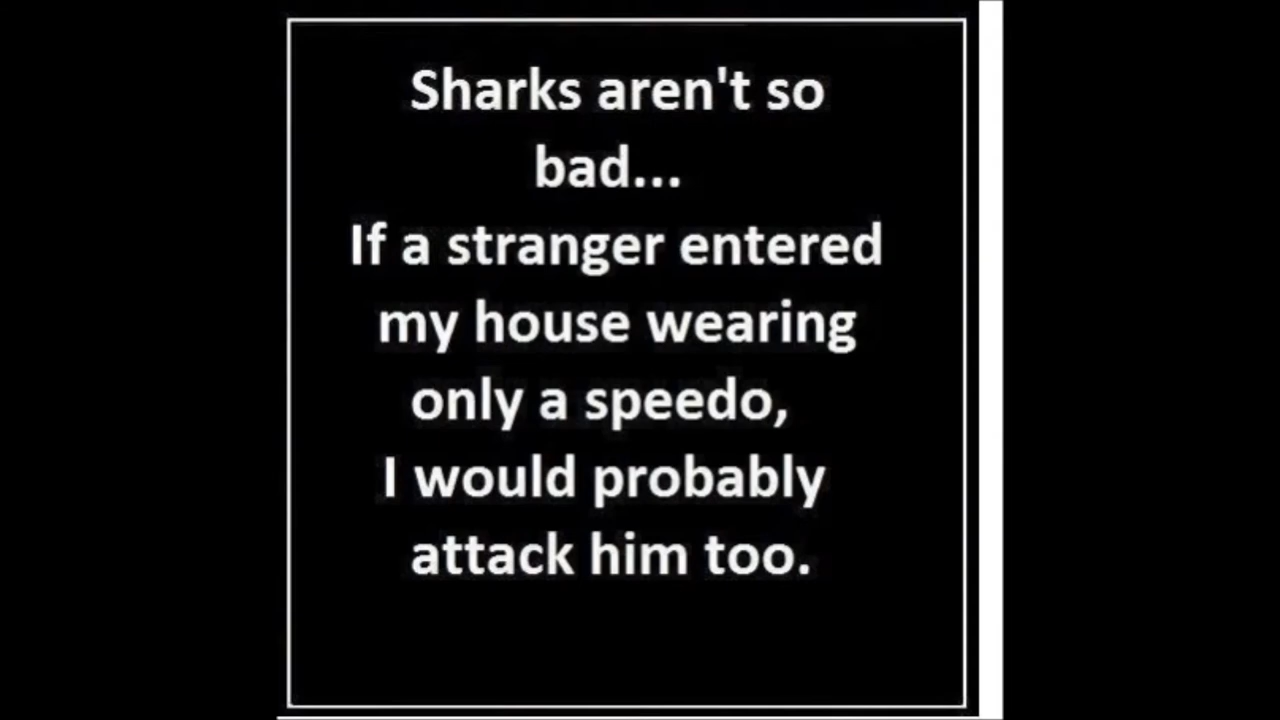 Sharks aren't so
bad...
If a stranger entered
my house wearing
only a speedo,
I would probably
attack him too.